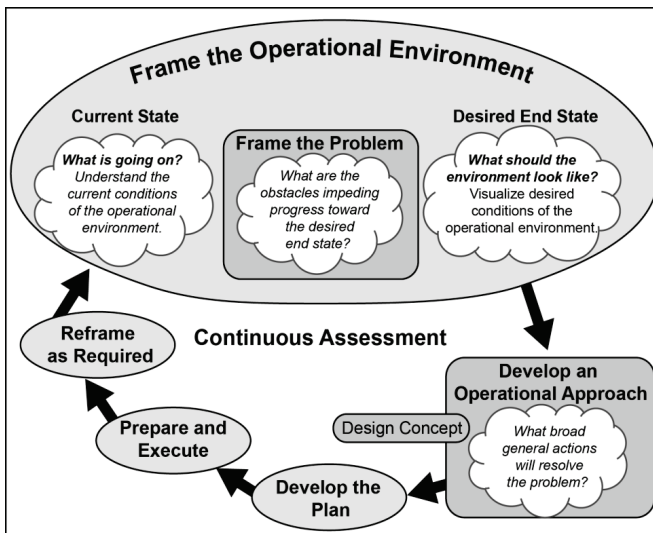 Frame the Operational Environment
Current State
What is going on?
Understand the
current conditions
of the operational
environment.
Frame the Problem
What are the
obstacles impeding
progress toward
the desired
end state?
Desired End State
What should the
environment look like?
Visualize desired
conditions of the
operational environment.
Reframe
as Required
Continuous Assessment
Develop an
Operational Approach
What broad
general actions
will resolve
the problem?
Design Concept
Prepare and
Execute
Develop the
Plan